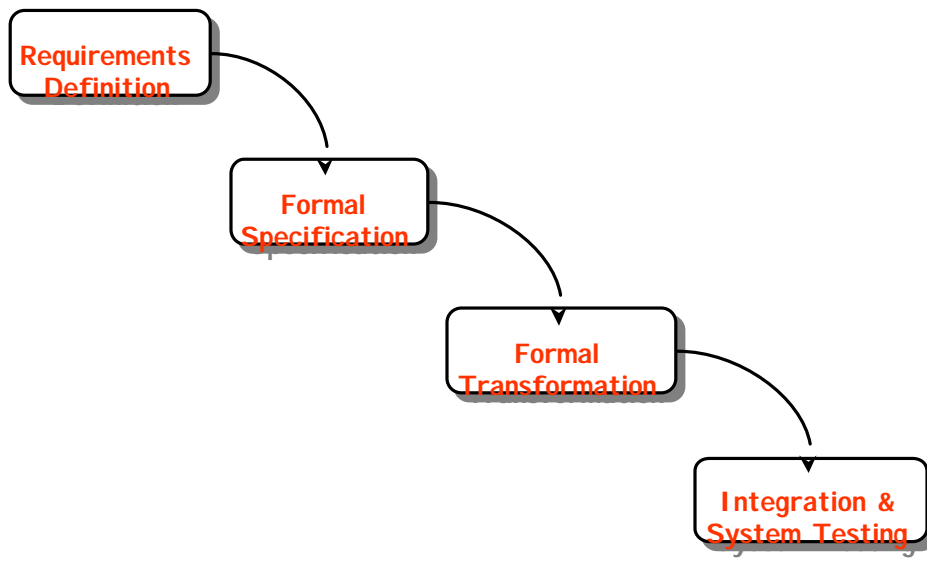 Requirements
Definition
Formal
Specification
Formal
Transformation
Integration &
System Testing